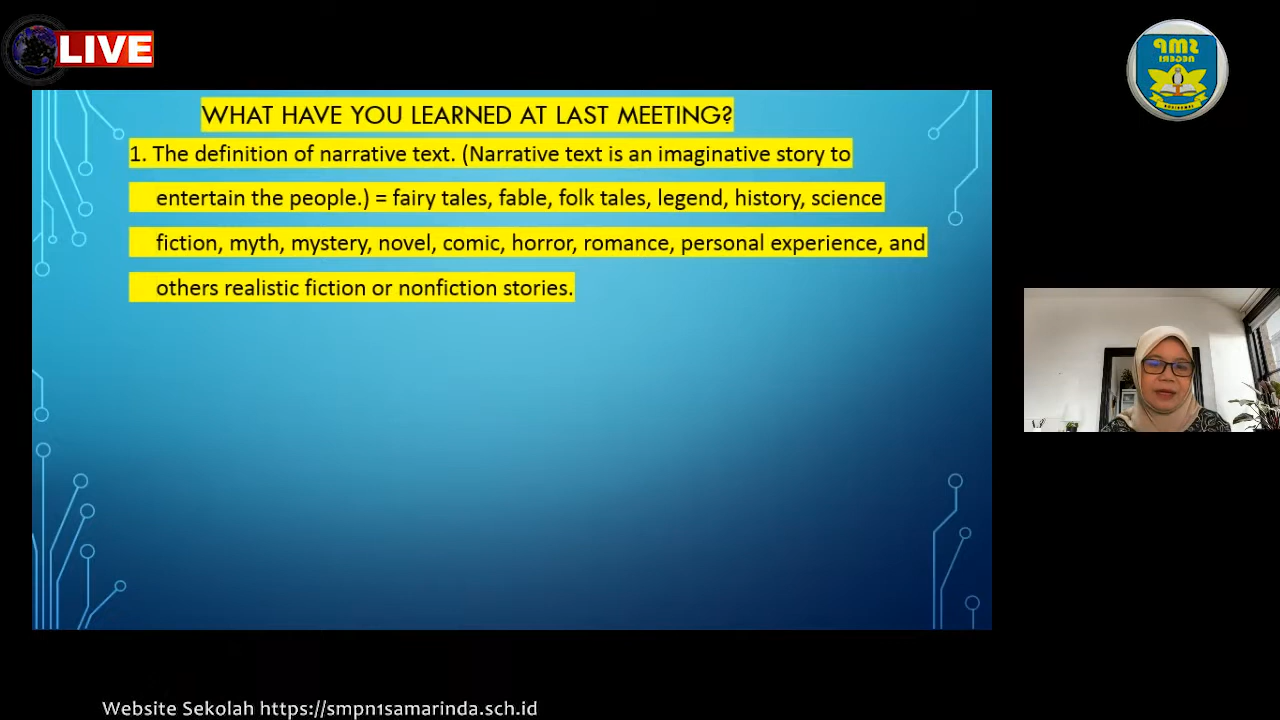 LIVE
SMP
NEGERI
WHAT HAVE YOU LEARNED AT LAST MEETING?
1. The definition of narrative text. (Narrative text is an imaginative story to
entertain the people.) = fairy tales, fable, folk tales, legend, history, science
fiction, myth, mystery, novel, comic, horror, romance, personal experience, and
others realistic fiction or nonfiction stories.
Website Sekolah https://smpn1samarinda.sch.id